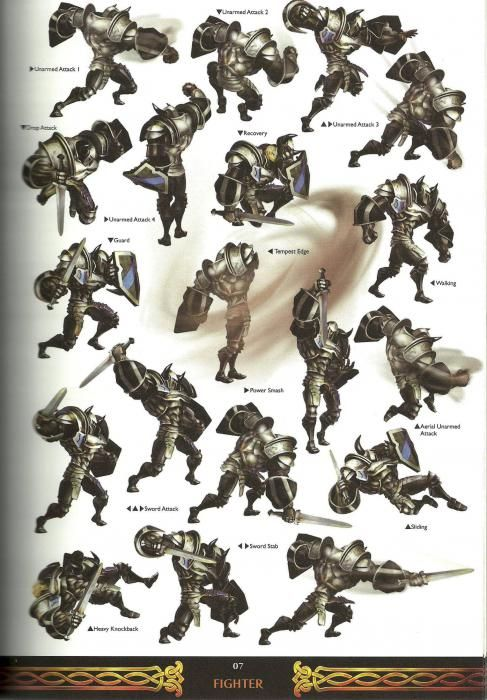 ▼Unarmed Attack 2
▶Unarmed Attack 1
▲ ▶Unarmed Attack 3
▼Drop Attack
▼Recovery
▶Unarmed Attack 4
▼Guard
◀ Tempest Edge
◀ Walking
▶Power Smash
▲Aerial Unarmed
Attack
◀ ▲ ▶Sword Attack
▲Sliding
◀ ▶Sword Stab
▲Heavy Knockback
07
FIGHTER